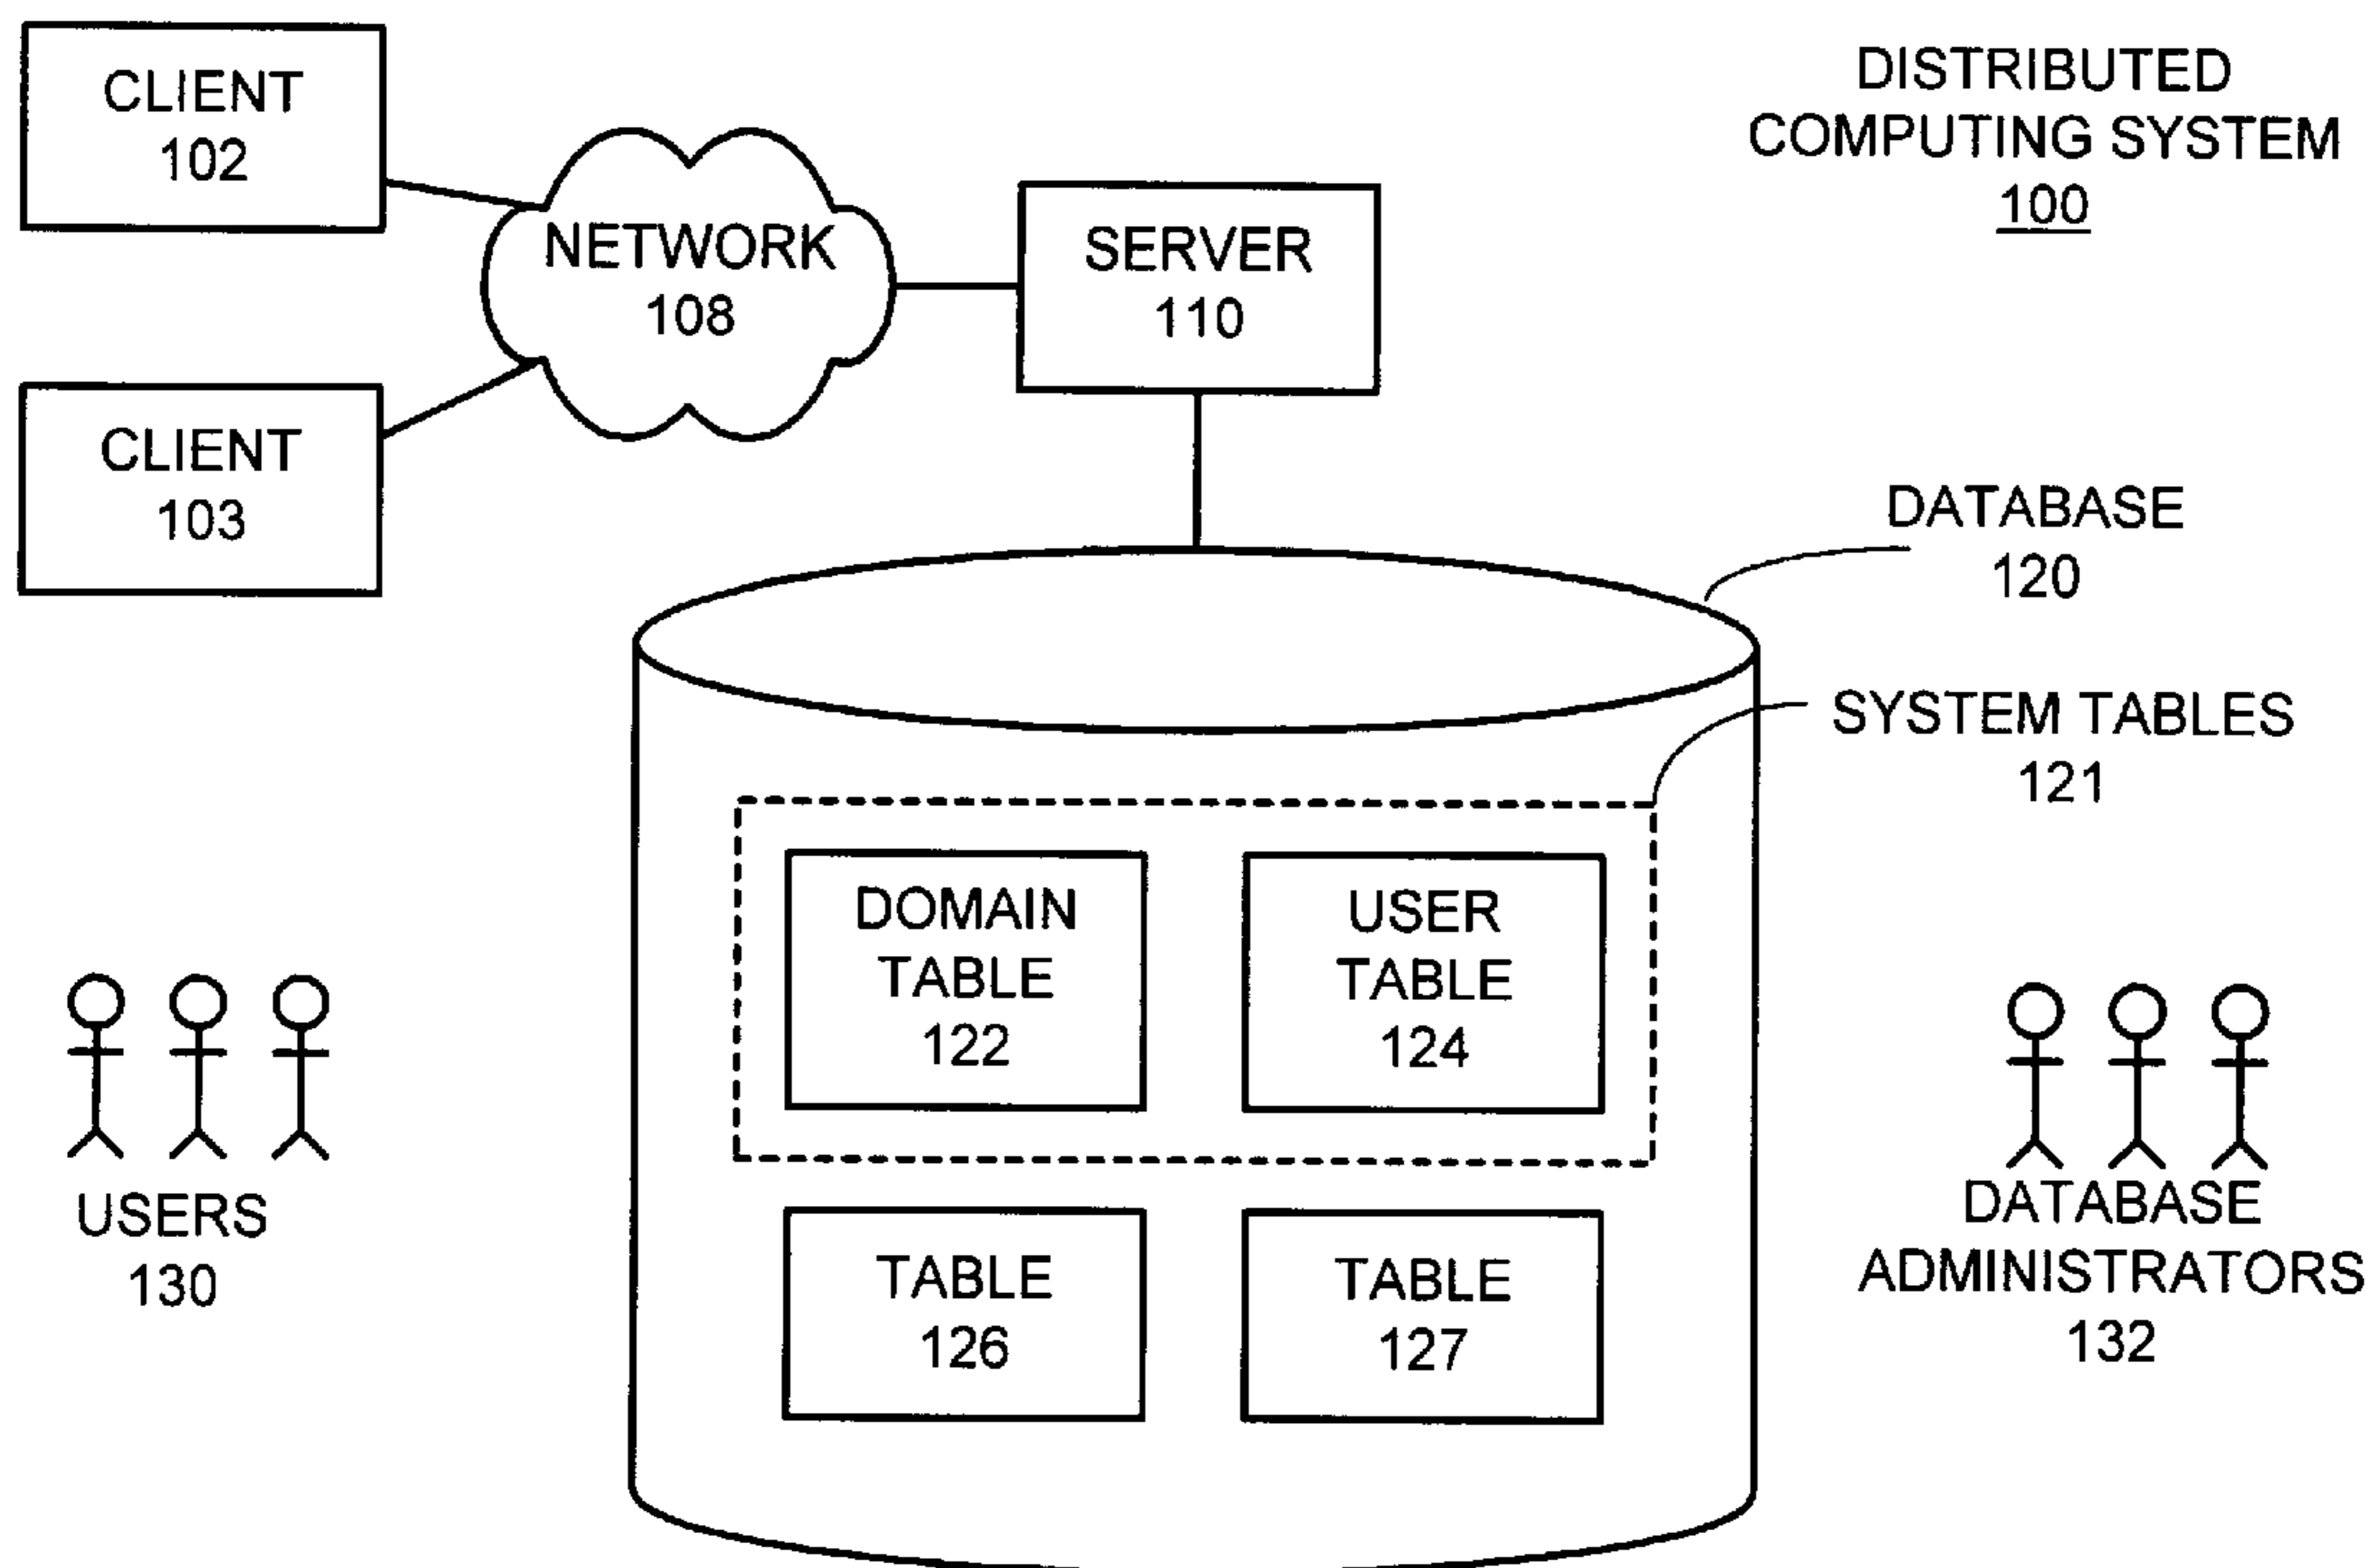 CLIENT
102
DISTRIBUTED
COMPUTING SYSTEM
100
NETWORK
108
SERVER
110
CLIENT
103
DATABASE
120
SYSTEM TABLES
121
DOMAIN
TABLE
122
USER
TABLE
124
USERS
130
DATABASE
ADMINISTRATORS
132
TABLE
126
TABLE
127